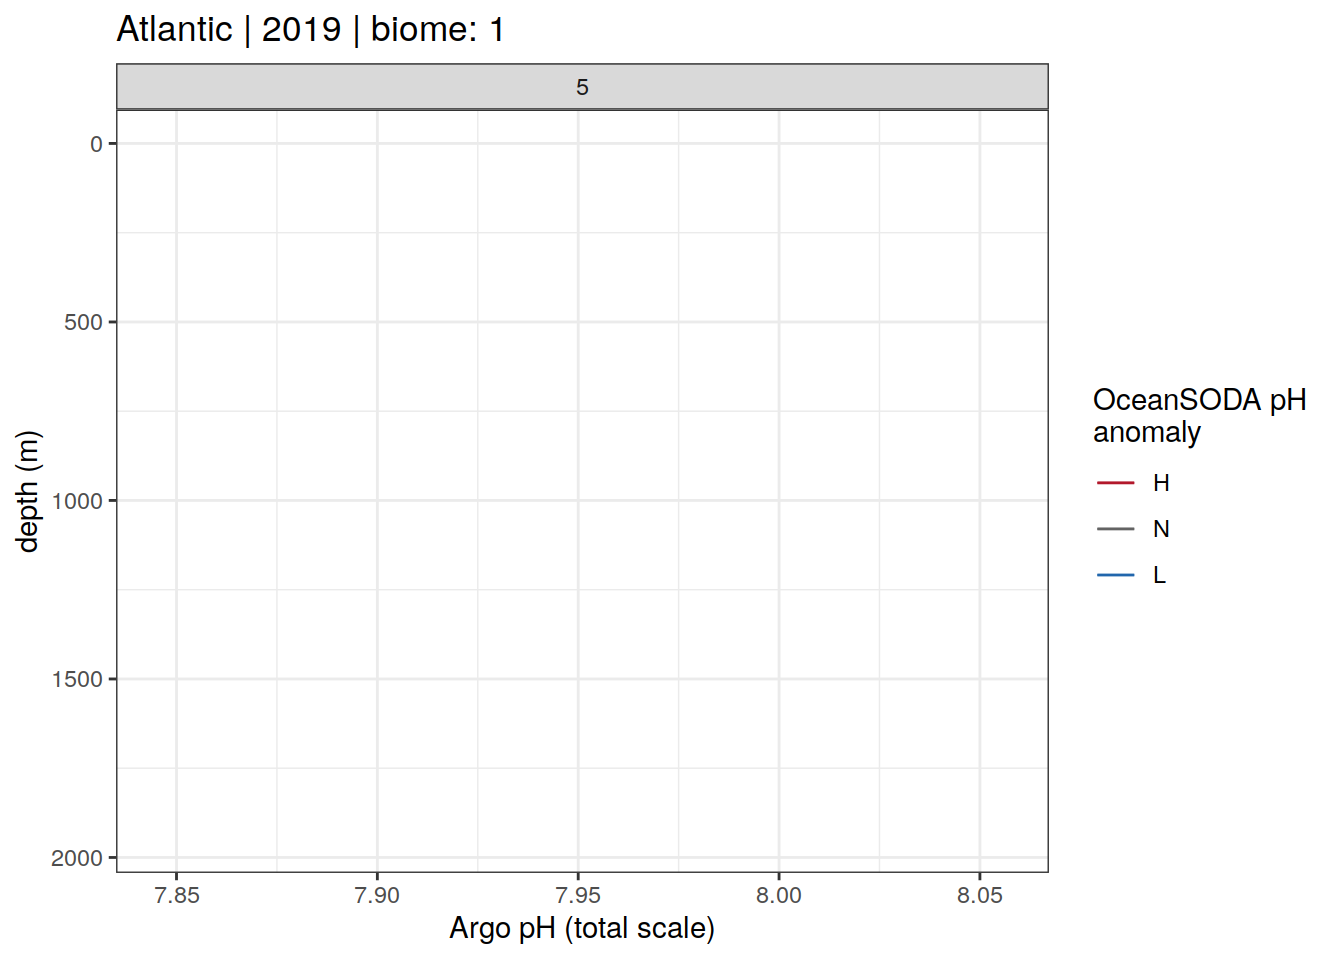 Atlantic | 2019 | biome: 1
5
0
500
1000
1500
2000
depth (m)
7.85 7.90 7.95 8.00 8.05
Argo pH (total scale)
OceanSODA pH
anomaly
H
N
L